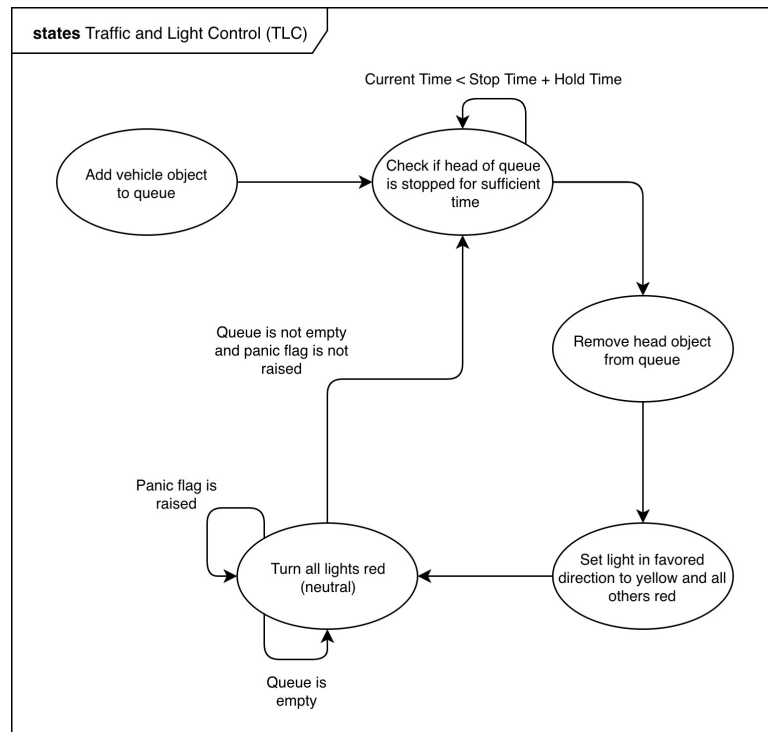 states Traffic and Light Control (TLC)
Current Time < Stop Time + Hold Time
Add vehicle object
to queue
Check if head of queue
is stopped for sufficient
time
Queue is not empty
and panic flag is not
raised
Remove head object
from queue
Panic flag is
raised
Turn all lights red
(neutral)
Set light in favored
direction to yellow and all
others red
Queue is
empty